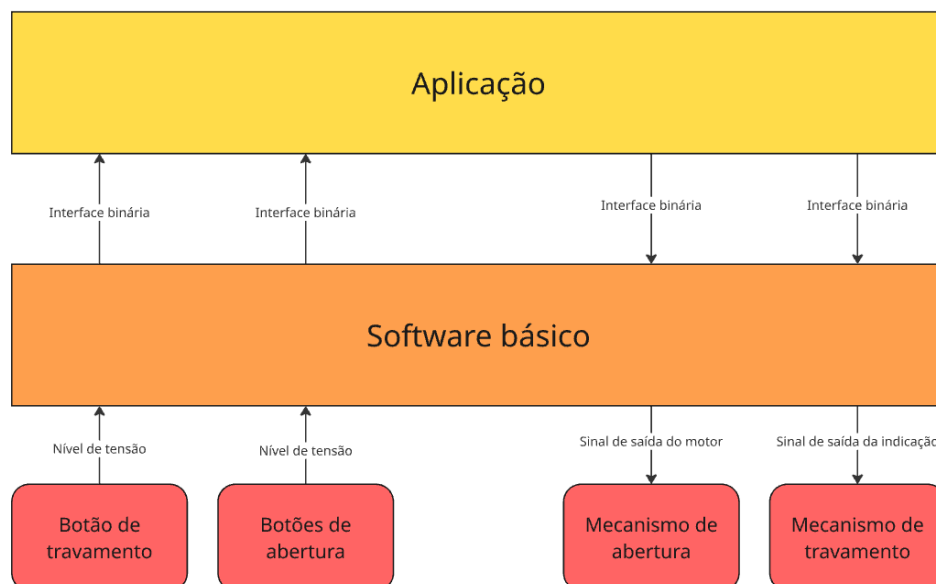 Aplicação
Interface binária
Interface binária
Interface binária
Interface binária
Software básico
Nível de tensão
Nível de tensão
Sinal de saída do motor
Sinal de saída da indicação
Botão de
travamento
Botões de
abertura
Mecanismo de
abertura
Mecanismo de
travamento